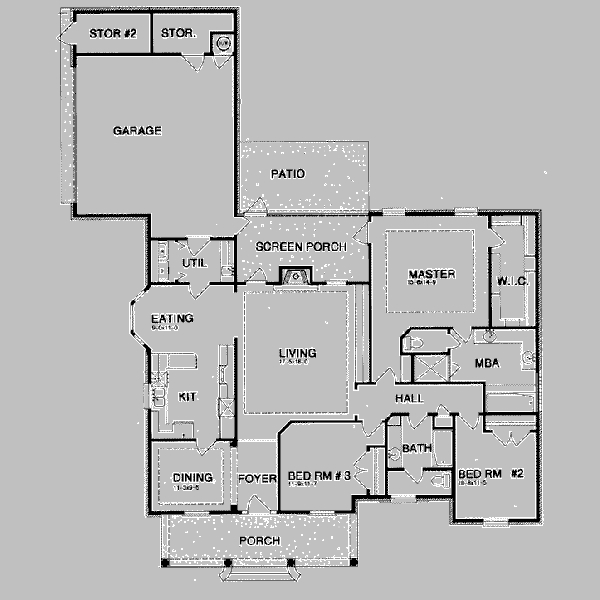 STOR #2
STOR.
GARAGE
PATIO
SCREEN PORCH
UTIL
MASTER
W.I.C.
EATING
LIVING
MBA
KIT.
HALL
BATH
DINING
FOYER
BED RM # 3
BED RM #2
PORCH